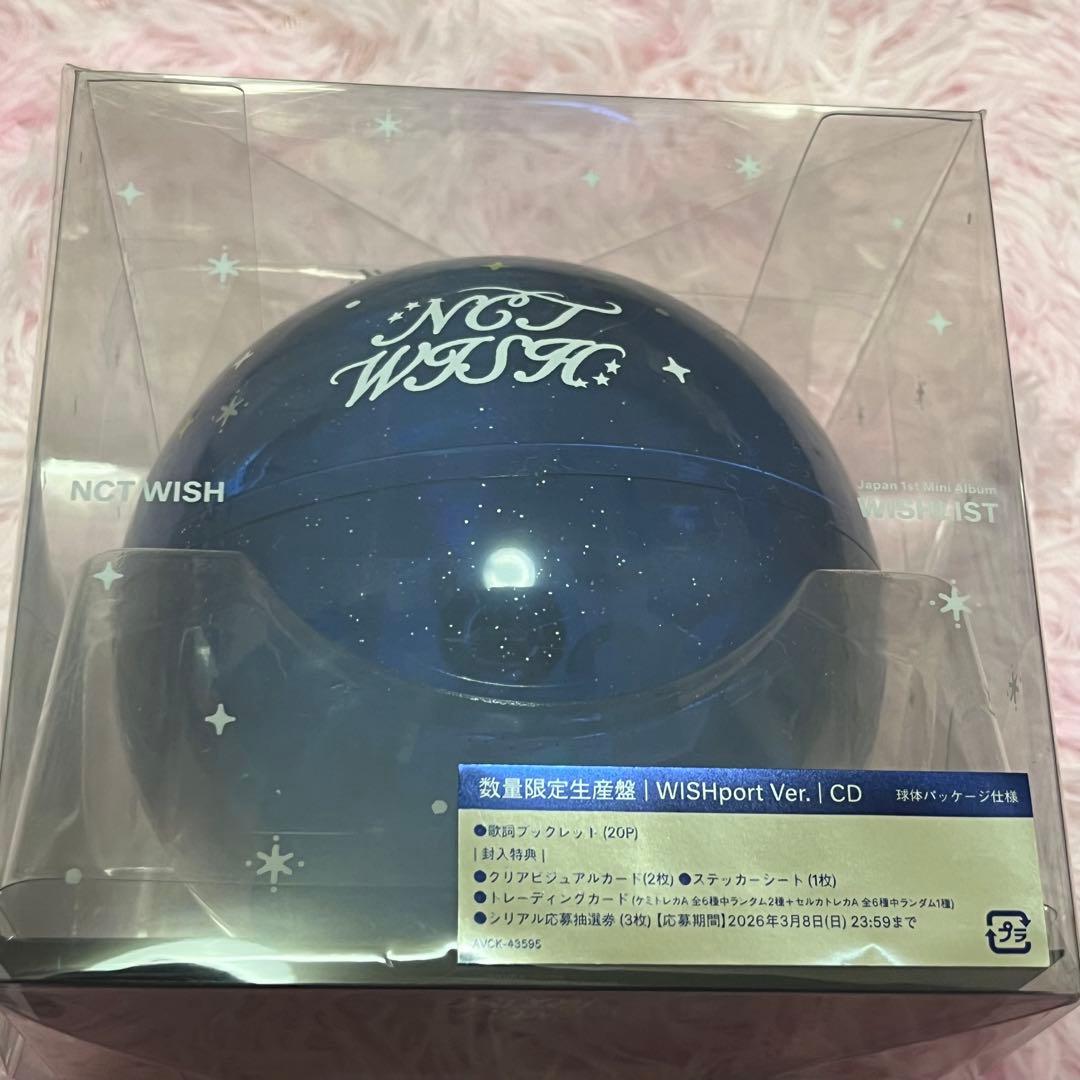 NCT
WISH
NCT WISH
Japan 1st Mini Album
WISHLIST
数量限定生産盤 | WISHport Ver. | CD 球体パッケージ仕様
●歌詞ブックレット (20P)
| 封入特典 |
●クリアビジュアルカード(2枚) ●ステッカーシート (1枚)
●トレーディングカード (ケミトレカA 全6種中ランダム2種+セルカトレカA 全6種中ランダム1種)
●シリアル応募抽選券 (3枚) 【応募期間】2026年3月8日(日) 23:59まで
AVCK-43595
プラ